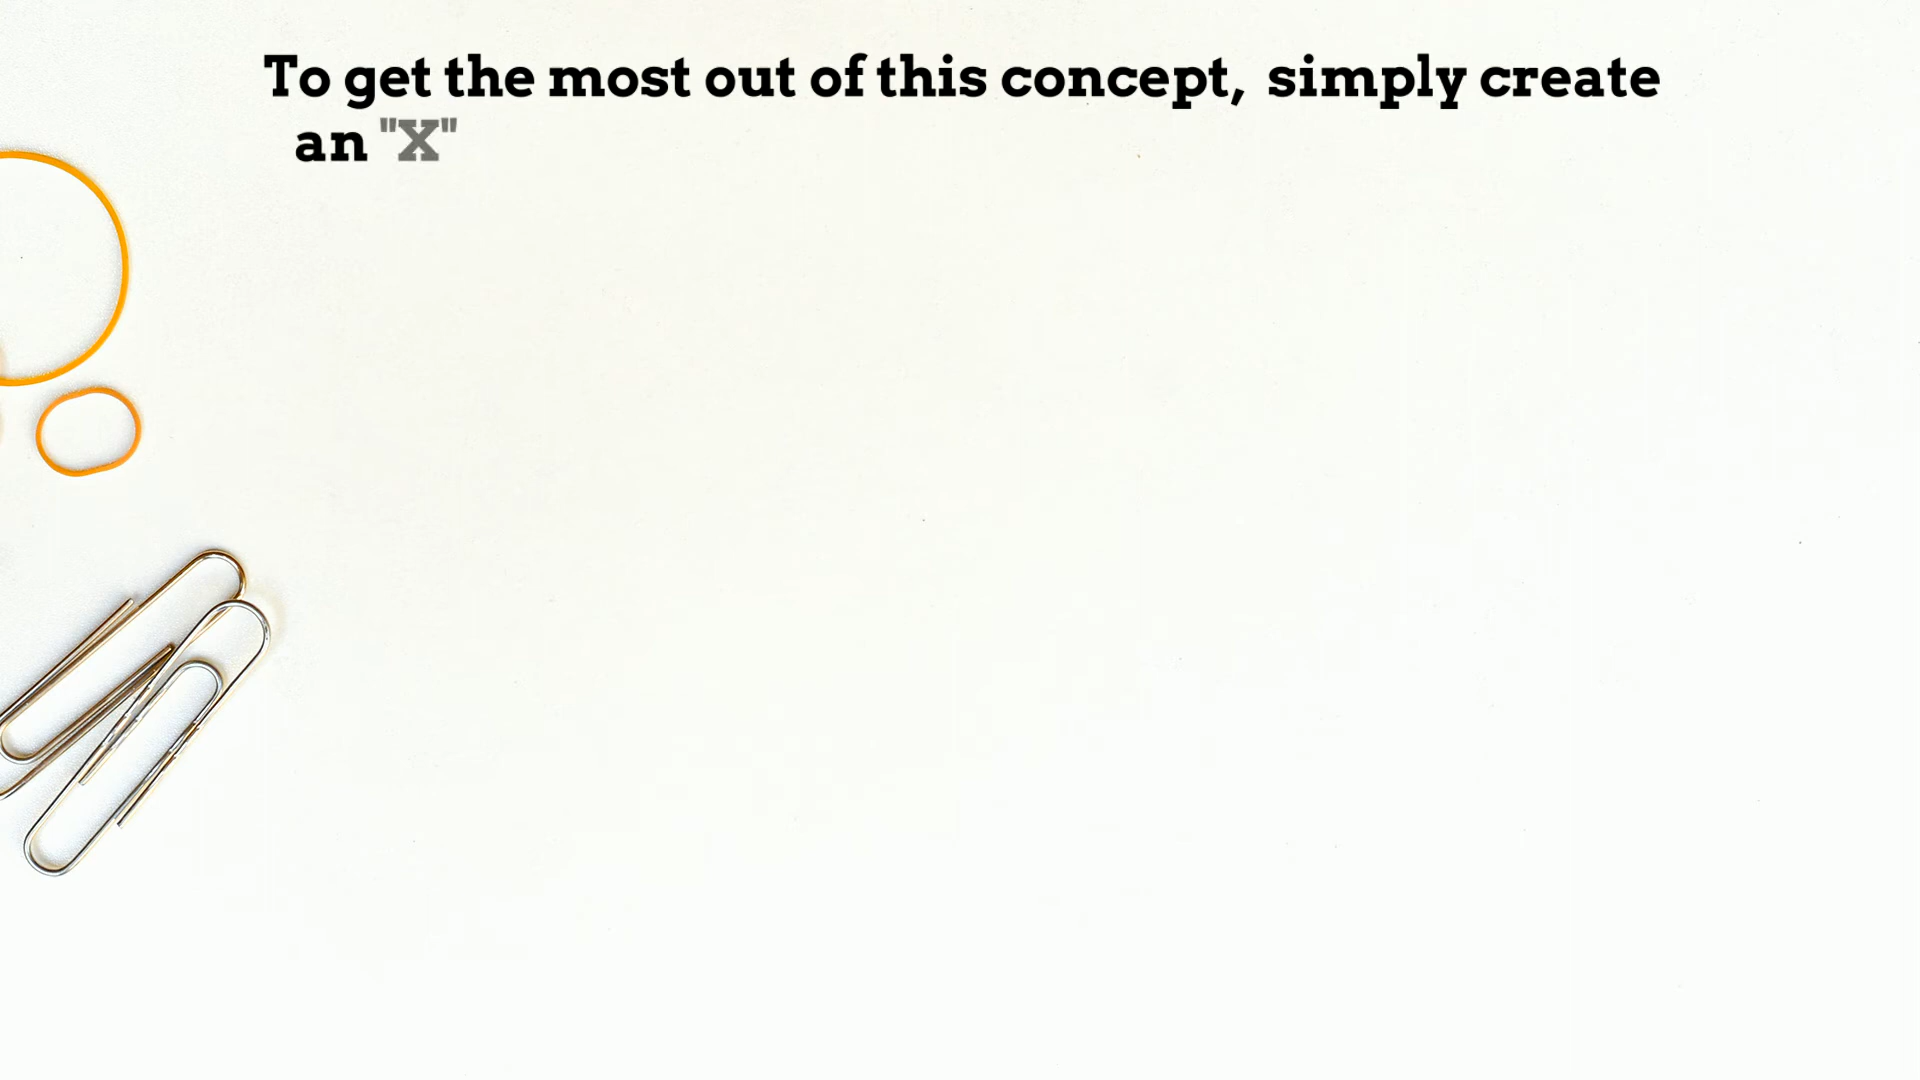 To get the most out of this concept, simply create
an "X"